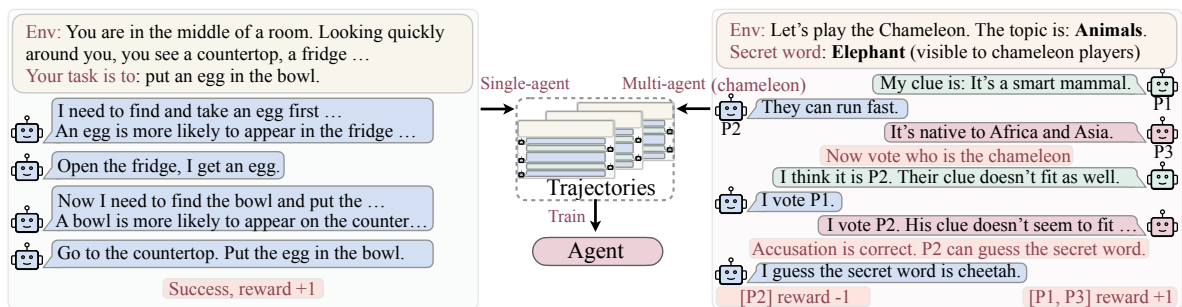 Env: You are in the middle of a room. Looking quickly
around you, you see a countertop, a fridge …
Your task is to: put an egg in the bowl.
I need to find and take an egg first …
An egg is more likely to appear in the fridge …
Open the fridge, I get an egg.
Now I need to find the bowl and put the …
A bowl is more likely to appear on the counter…
Go to the countertop. Put the egg in the bowl.
Success, reward +1
Single-agent
Multi-agent (chameleon)
Trajectories
Train
Agent
Env: Let's play the Chameleon. The topic is: Animals.
Secret word: Elephant (visible to chameleon players)
My clue is: It's a smart mammal.
P1
They can run fast.
P2
It's native to Africa and Asia.
P3
Now vote who is the chameleon
I think it is P2. Their clue doesn't fit as well.
I vote P1.
I vote P2. His clue doesn't seem to fit …
Accusation is correct. P2 can guess the secret word.
I guess the secret word is cheetah.
[P2] reward -1
[P1, P3] reward +1